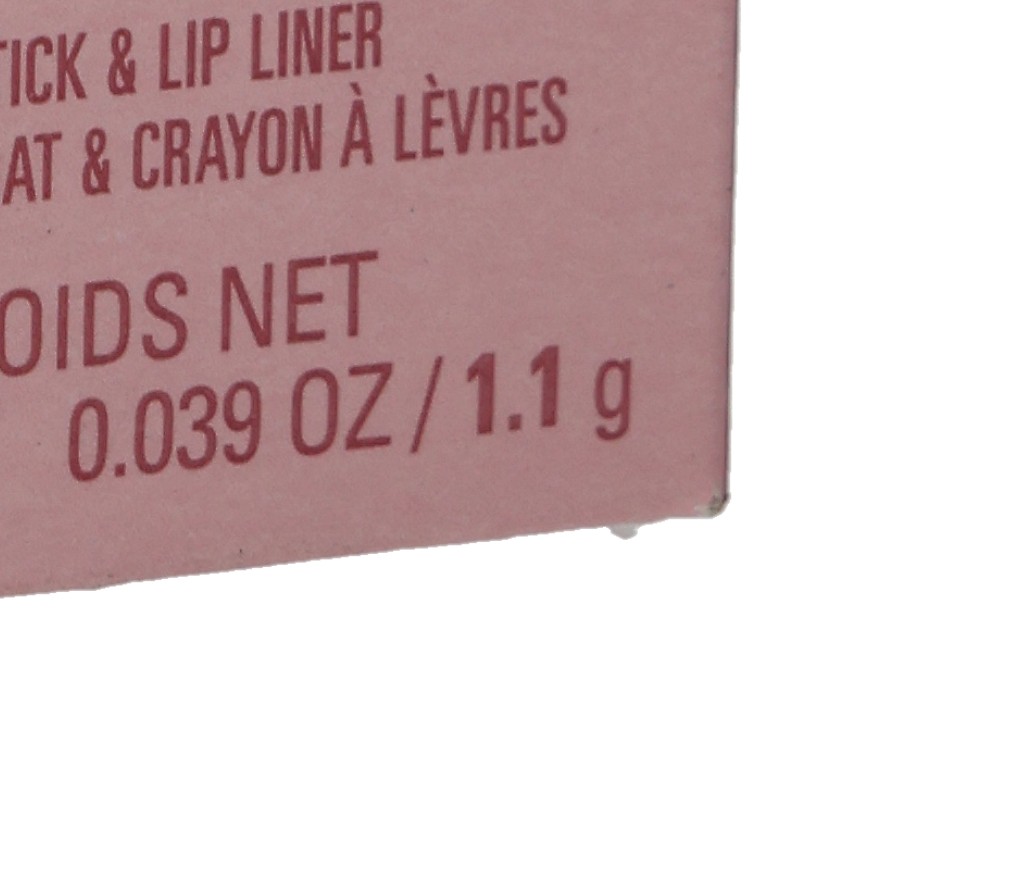 TICK & LIP LINER
AT & CRAYON À LÈVRES
OIDS NET
0.039 OZ / 1.1 g